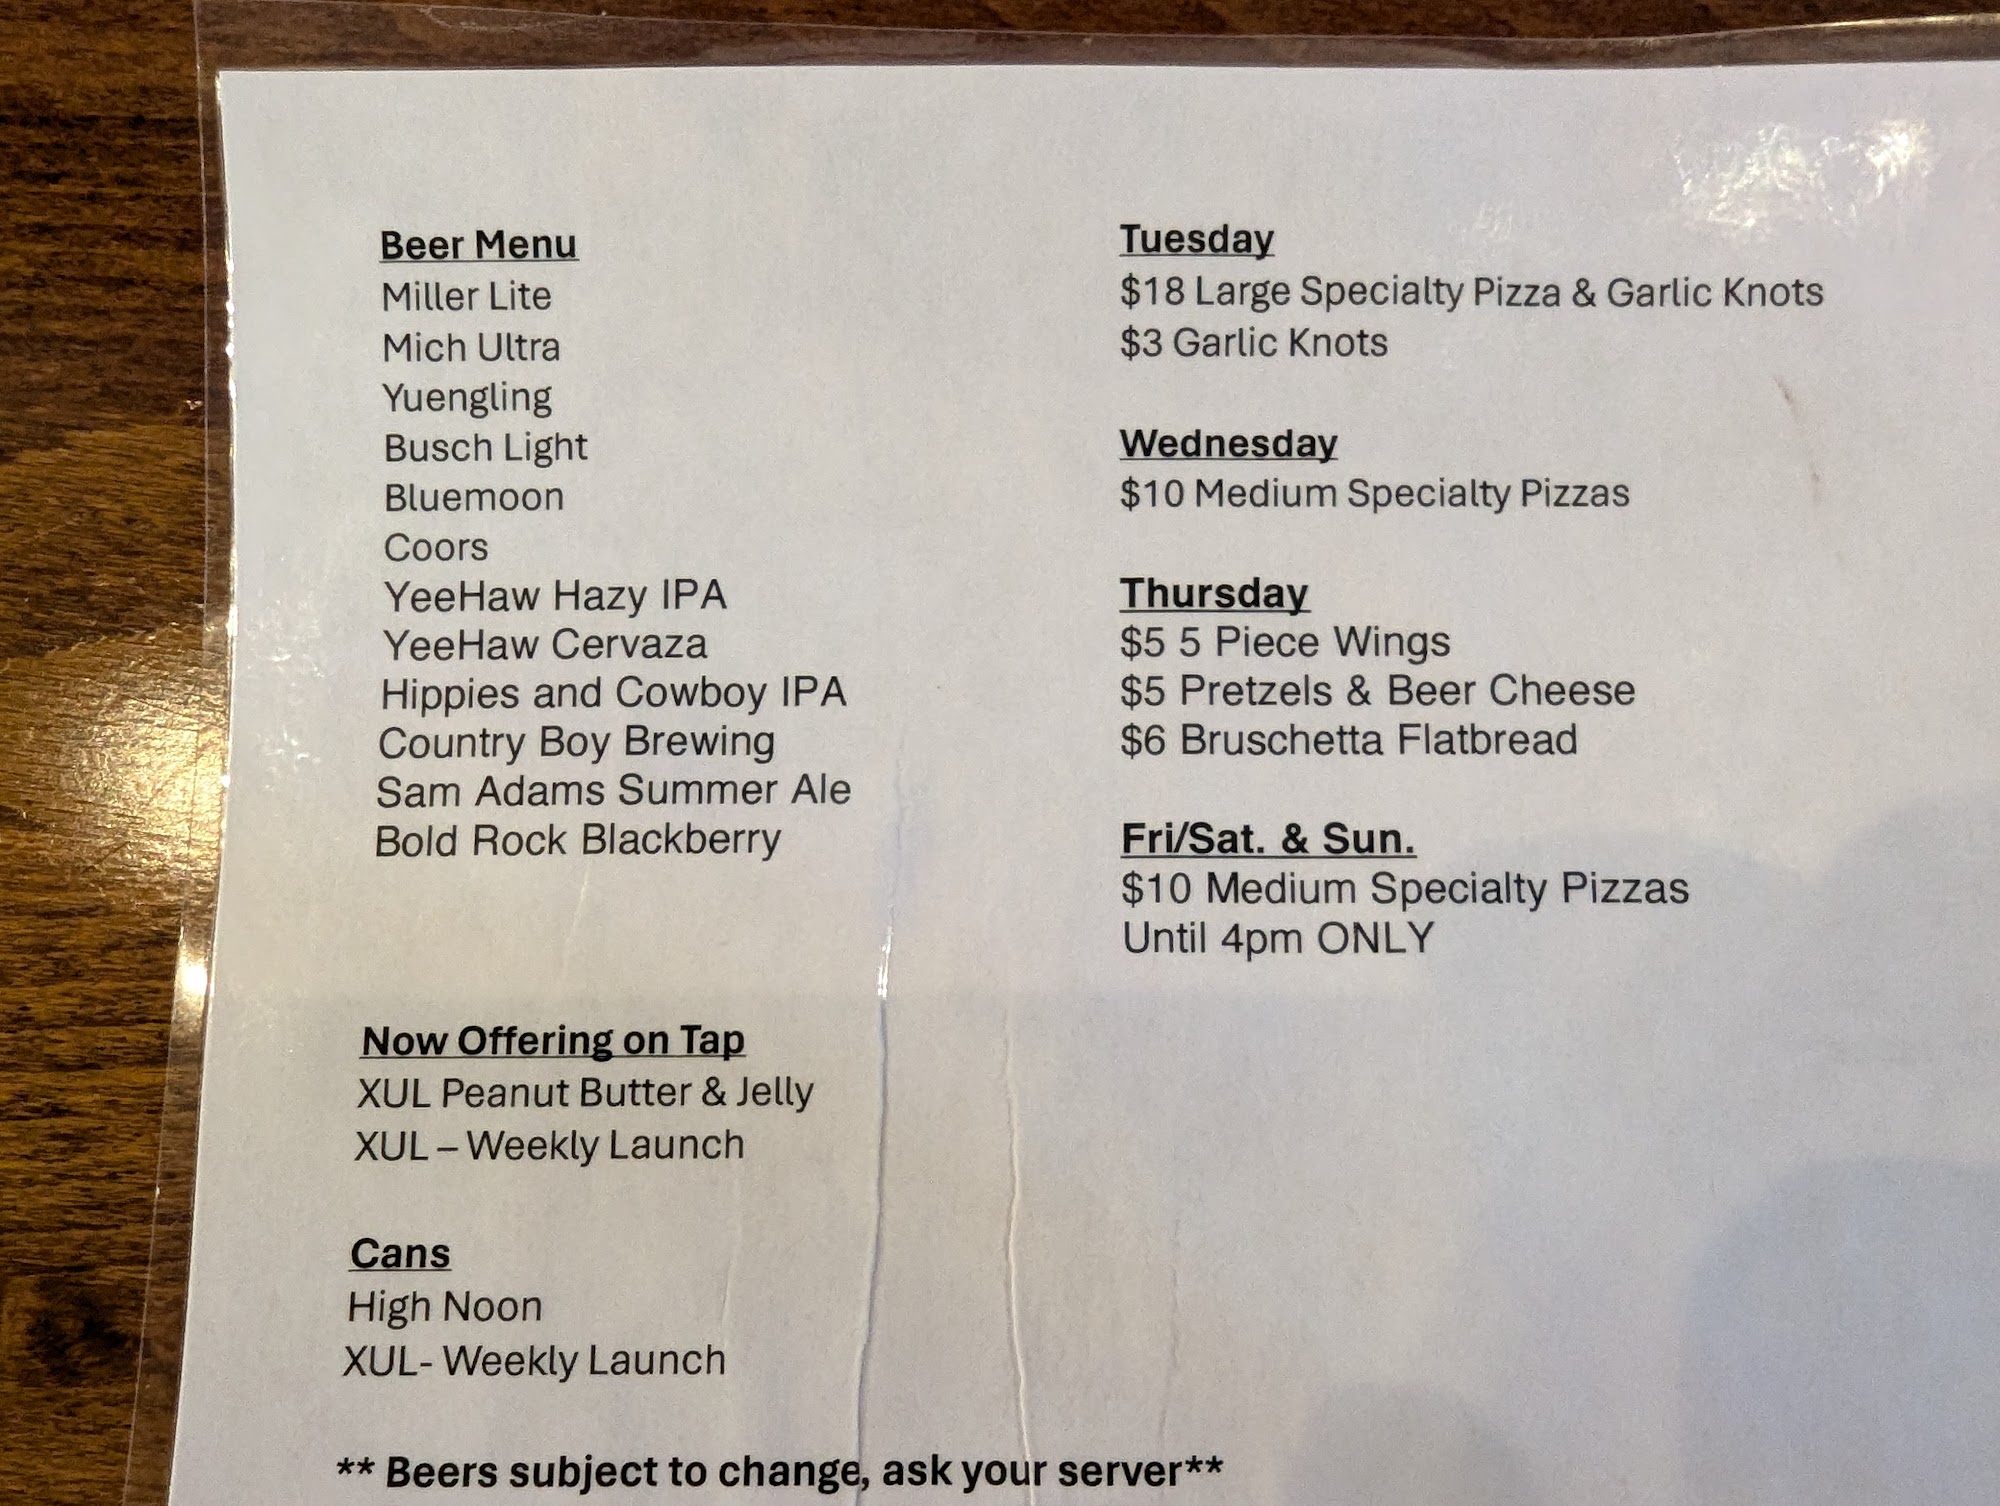 Beer Menu
Miller Lite
Mich Ultra
Yuengling
Busch Light
Bluemoon
Coors
YeeHaw Hazy IPA
YeeHaw Cervaza
Hippies and Cowboy IPA
Country Boy Brewing
Sam Adams Summer Ale
Bold Rock Blackberry
Now Offering on Tap
XUL Peanut Butter & Jelly
XUL – Weekly Launch
Cans
High Noon
XUL- Weekly Launch
** Beers subject to change, ask your server**
Tuesday
$18 Large Specialty Pizza & Garlic Knots
$3 Garlic Knots
Wednesday
$10 Medium Specialty Pizzas
Thursday
$5 5 Piece Wings
$5 Pretzels & Beer Cheese
$6 Bruschetta Flatbread
Fri/Sat. & Sun.
$10 Medium Specialty Pizzas
Until 4pm ONLY